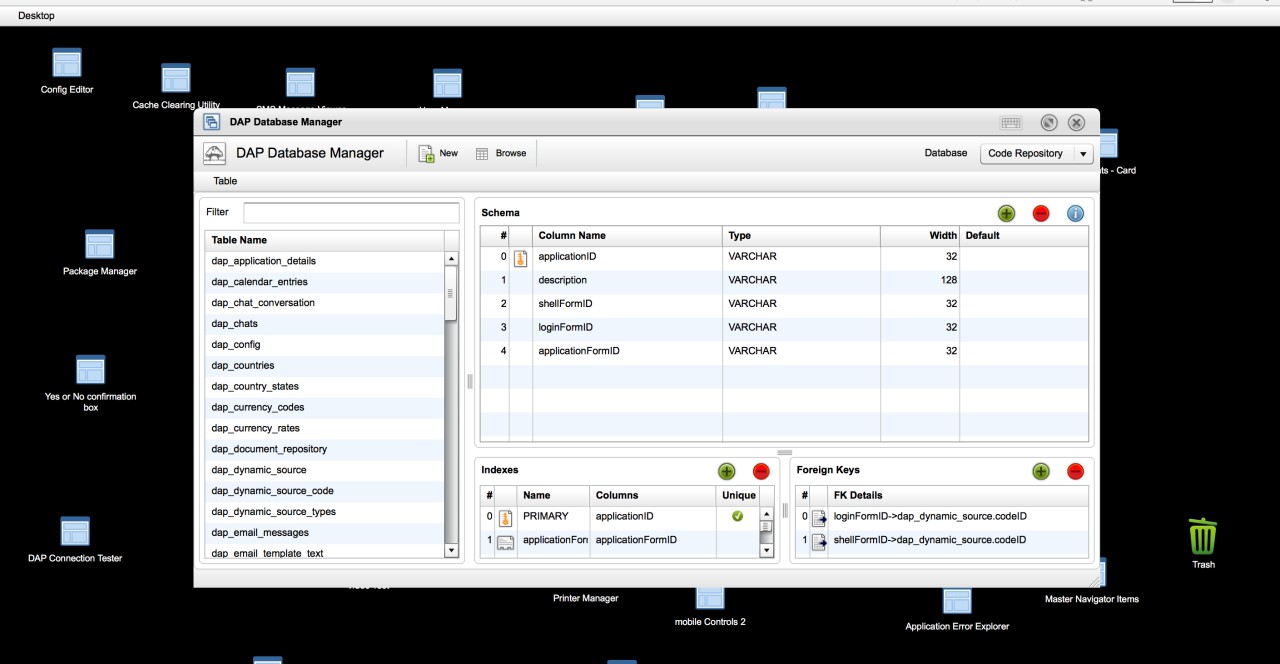 Desktop
Config Editor
Cache Clearing Utility
DAP Database Manager
DAP Database Manager
New
Browse
Database
Code Repository
Table
- Card
Filter
Table Name
dap_application_details
dap_calendar_entries
dap_chat_conversation
dap_chats
dap_config
dap_countries
dap_country_states
dap_currency_codes
dap_currency_rates
dap_document_repository
dap_dynamic_source
dap_dynamic_source_code
dap_dynamic_source_types
dap_email_messages
dap_email_template_text
Schema
# Column Name Type Width Default
0 applicationID VARCHAR 32
1 description VARCHAR 128
2 shellFormID VARCHAR 32
3 loginFormID VARCHAR 32
4 applicationFormID VARCHAR 32
Indexes
# Name Columns Unique
0 PRIMARY applicationID
1 applicationForı applicationFormID
Foreign Keys
# FK Details
0 loginFormID->dap_dynamic_source.codeID
1 shellFormID->dap_dynamic_source.codeID
Package Manager
Yes or No confirmation
box
DAP Connection Tester
Trash
Printer Manager
mobile Controls 2
Application Error Explorer
Master Navigator Items